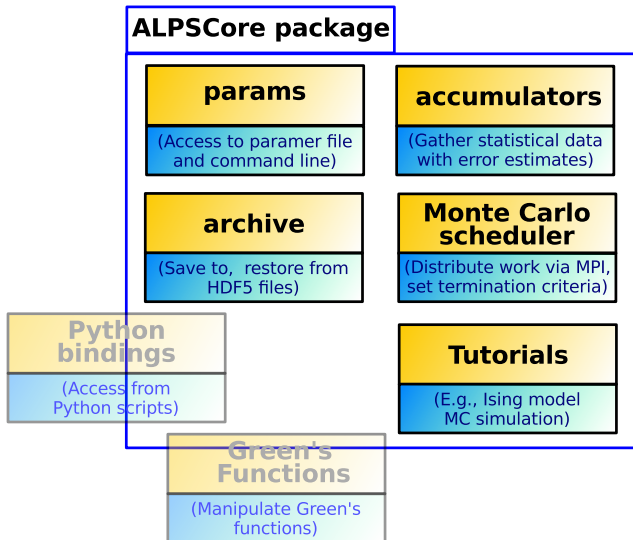 ALPSCore package
params
(Access to paramer file
and command line)
accumulators
(Gather statistical data
with error estimates)
archive
(Save to, restore from
HDF5 files)
Monte Carlo
scheduler
(Distribute work via MPI,
set termination criteria)
Python
bindings
(Access from
Python scripts)
Tutorials
(E.g., Ising model
MC simulation)
Green's
Functions
(Manipulate Green's
functions)